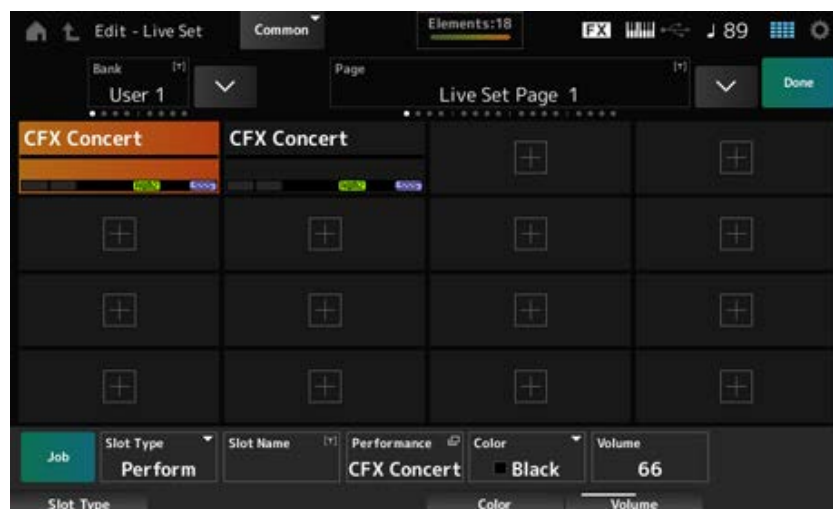 Edit - Live Set
Common
Elements:18
FX
89
Bank
User 1
Page
Live Set Page 1
Done
CFX Concert
CFX Concert
Job
Slot Type
Perform
Slot Name
Performance
CFX Concert
Color
Black
Volume
66
Slot Type
Color
Volume